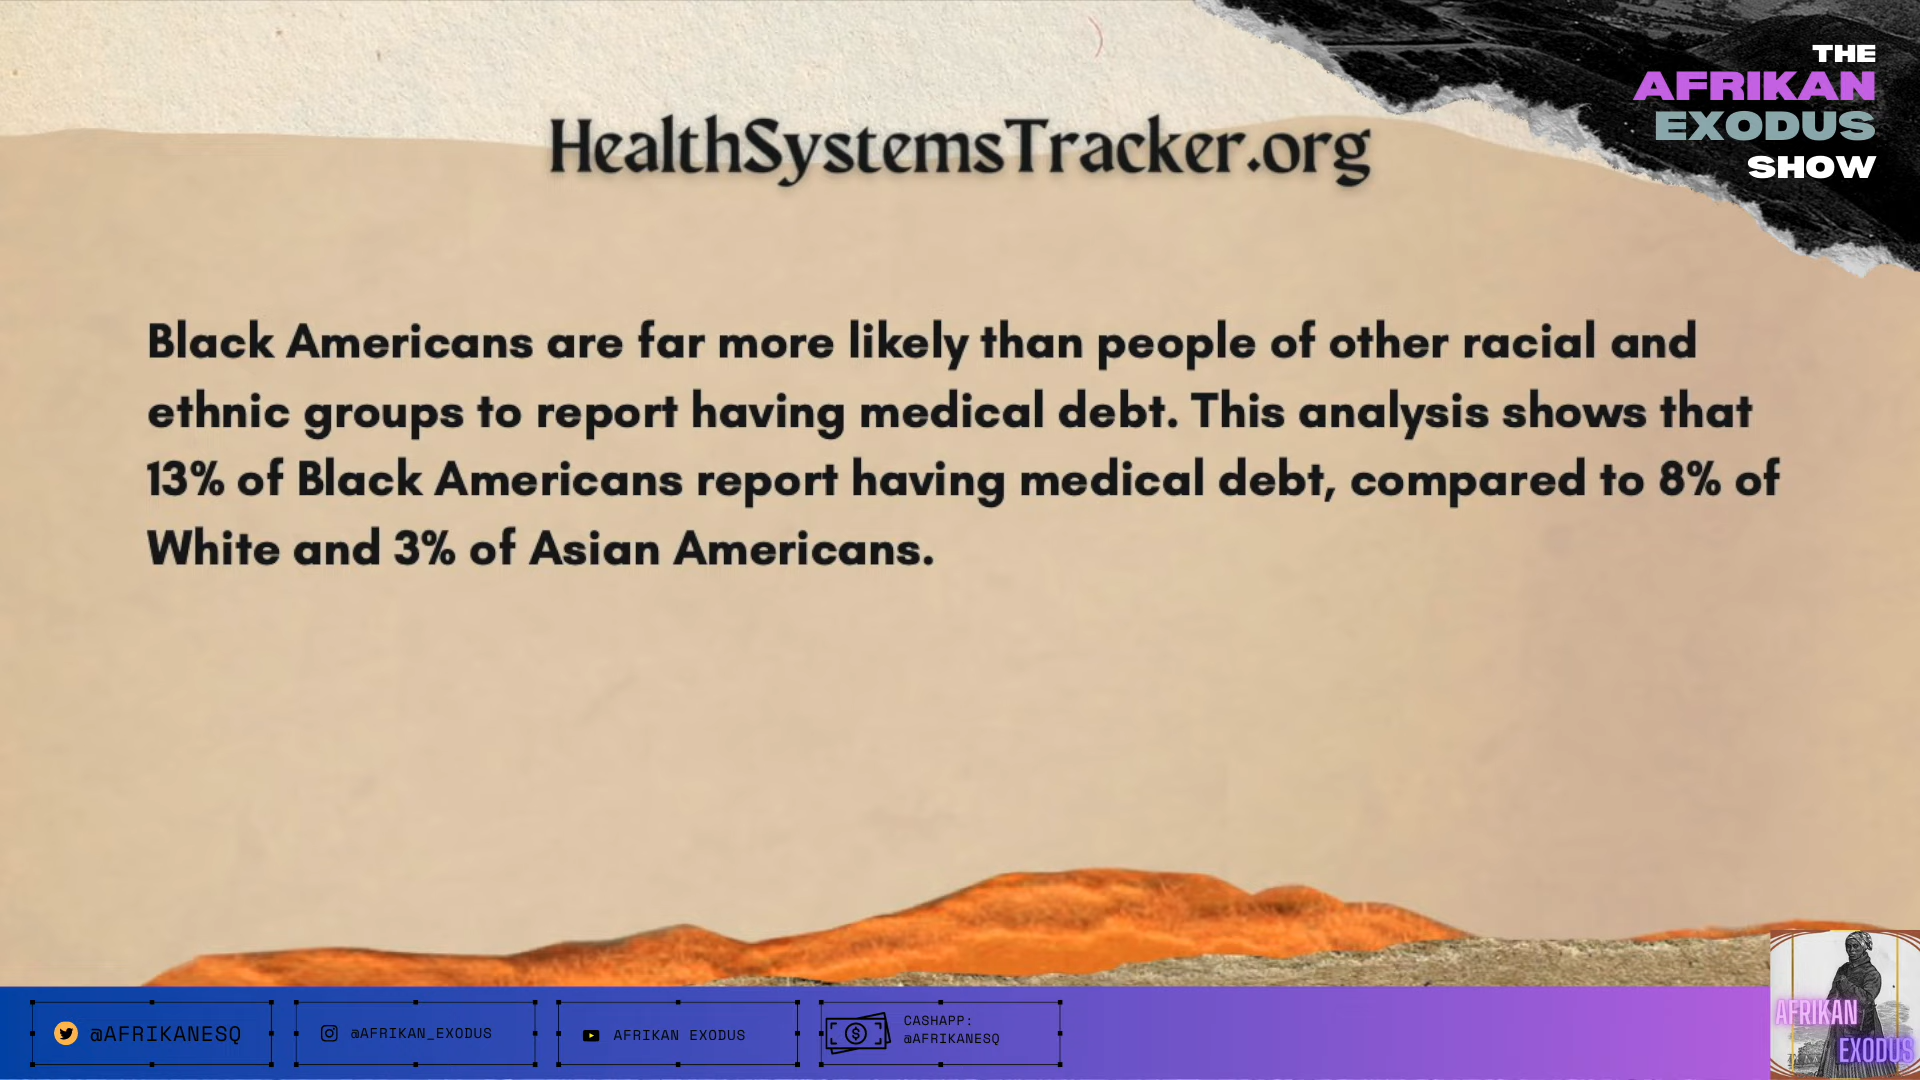 THE
AFRIKAN
EXODUS
SHOW
HealthSystemsTracker.org
Black Americans are far more likely than people of other racial and
ethnic groups to report having medical debt. This analysis shows that
13% of Black Americans report having medical debt, compared to 8% of
White and 3% of Asian Americans.
@AFRIKANESQ
@AFRIKAN_EXODUS
AFRIKAN EXODUS
CASHAPP:
@AFRIKANESQ
AFRIKAN
EXODUS